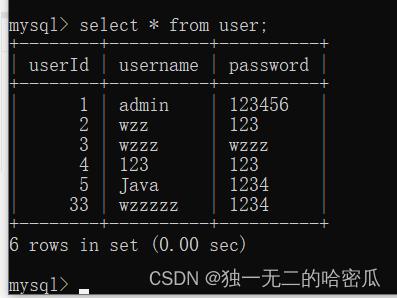 mysql> select * from user;
+--------+----------+----------+
| userId | username | password |
+--------+----------+----------+
| 1 | admin | 123456 |
| 2 | wzz | 123 |
| 3 | wzzz | wzzz |
| 4 | 123 | 123 |
| 5 | Java | 1234 |
| 33 | wzzzzz | 1234 |
+--------+----------+----------+
6 rows in set (0.00 sec)
mysql>
CSDN @独一无二的哈密瓜